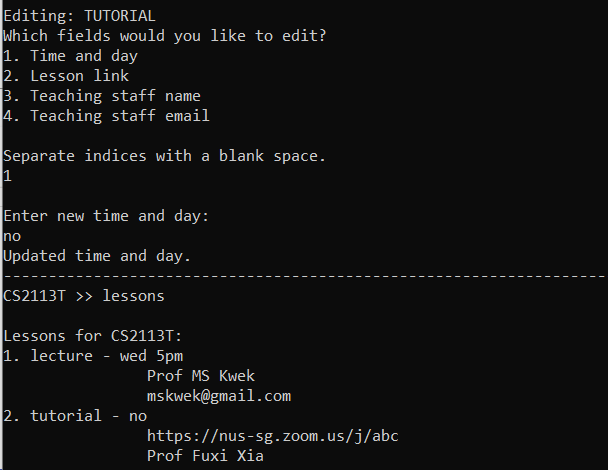 Editing: TUTORIAL
Which fields would you like to edit?
1. Time and day
2. Lesson link
3. Teaching staff name
4. Teaching staff email
Separate indices with a blank space.
1
Enter new time and day:
no
Updated time and day.
-------------------------------------------------------------------
CS2113T >> lessons
Lessons for CS2113T:
1. lecture - wed 5pm
Prof MS Kwek
mskwek@gmail.com
2. tutorial - no
https://nus-sg.zoom.us/j/abc
Prof Fuxi Xia